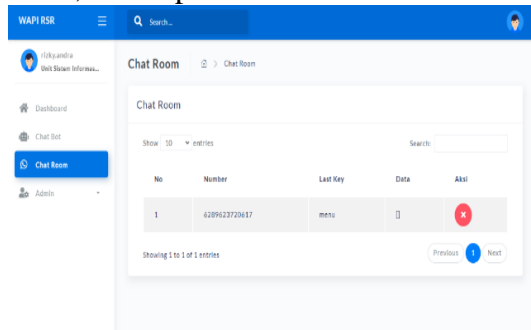 WAPI RSR
Search...
rizky.andra
Unit Sistem Informas...
Chat Room
Chat Room
Dashboard
Chat Bot
Chat Room
Admin
Chat Room
Show 10 entries
Search:
No Number Last Key Data Aksi
1 6289623720617 menu []
Showing 1 to 1 of 1 entries
Previous 1 Next